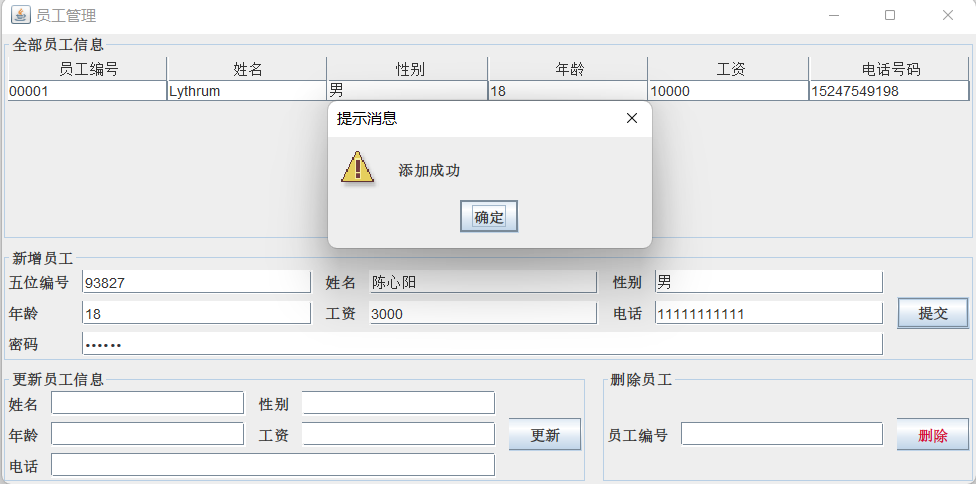 员工管理
全部员工信息
员工编号 姓名 性别 年龄 工资 电话号码
00001 Lythrum 男 18 10000 15247549198
提示消息
添加成功
确定
新增员工
五位编号 93827 姓名 陈心阳 性别 男
年龄 18 工资 3000 电话 11111111111 提交
密码 ••••••
更新员工信息 删除员工
姓名 性别
年龄 工资 更新 员工编号 删除
电话